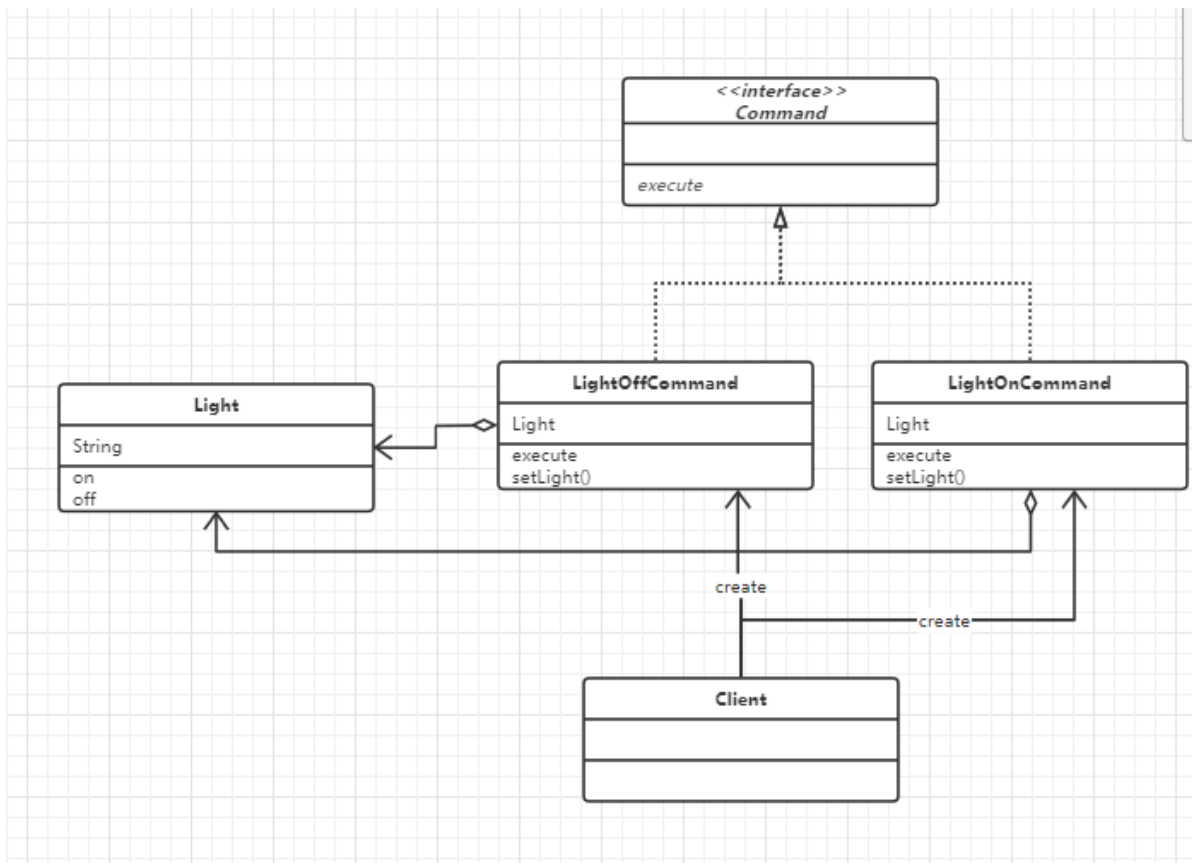 <<interface>>
Command
execute
LightOffCommand
Light
execute
setLight()
LightOnCommand
Light
execute
setLight()
Light
String
on
off
create
create
Client